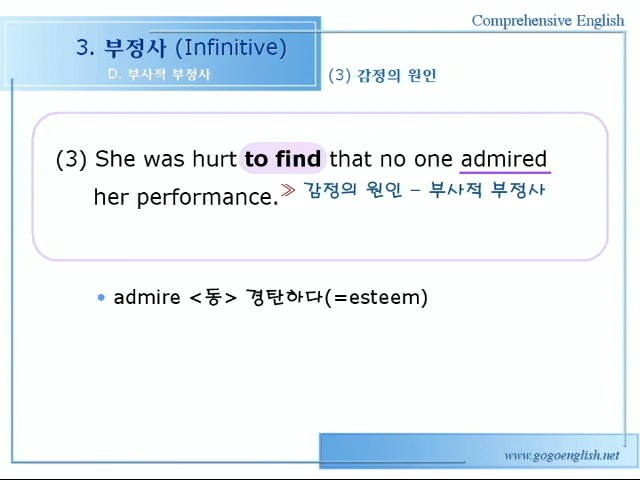 Comprehensive English
3. 부정사 (Infinitive)
D. 부사적 부정사
(3) 감정의 원인
(3) She was hurt to find that no one admired
her performance.≫ 감정의 원인 – 부사적 부정사
• admire <동> 경탄하다(=esteem)
www.gogoenglish.net